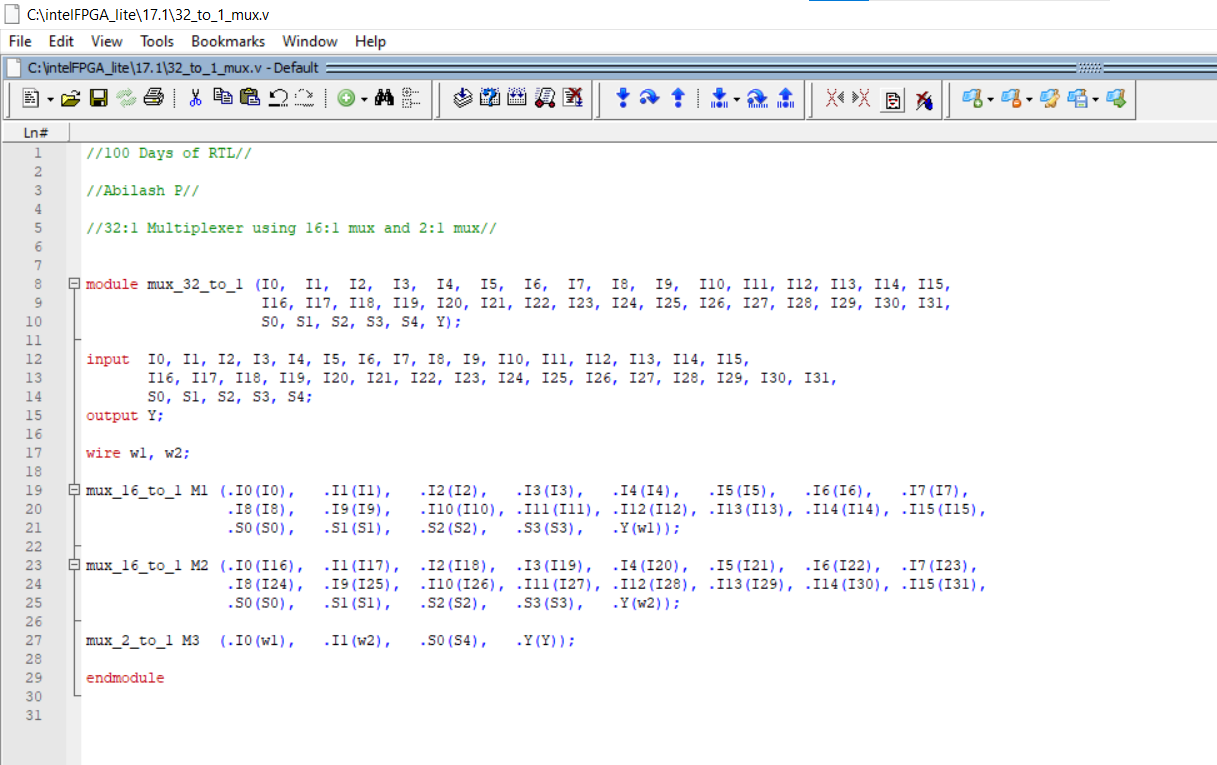 C:\intelFPGA_lite\17.1\32_to_1_mux.v
File Edit View Tools Bookmarks Window Help
C:\intelFPGA_lite\17.1\32_to_1_mux.v - Default
Ln#
1 //100 Days of RTL//
2
3 //Abilash P//
4
5 //32:1 Multiplexer using 16:1 mux and 2:1 mux//
6
7
8 module mux_32_to_1 (I0, I1, I2, I3, I4, I5, I6, I7, I8, I9, I10, I11, I12, I13, I14, I15,
9 I16, I17, I18, I19, I20, I21, I22, I23, I24, I25, I26, I27, I28, I29, I30, I31,
10 S0, S1, S2, S3, S4, Y);
11
12 input I0, I1, I2, I3, I4, I5, I6, I7, I8, I9, I10, I11, I12, I13, I14, I15,
13 I16, I17, I18, I19, I20, I21, I22, I23, I24, I25, I26, I27, I28, I29, I30, I31,
14 S0, S1, S2, S3, S4;
15 output Y;
16
17 wire w1, w2;
18
19 mux_16_to_1 M1 (.I0(I0), .I1(I1), .I2(I2), .I3(I3), .I4(I4), .I5(I5), .I6(I6), .I7(I7),
20 .I8(I8), .I9(I9), .I10(I10), .I11(I11), .I12(I12), .I13(I13), .I14(I14), .I15(I15),
21 .S0(S0), .S1(S1), .S2(S2), .S3(S3), .Y(w1));
22
23 mux_16_to_1 M2 (.I0(I16), .I1(I17), .I2(I18), .I3(I19), .I4(I20), .I5(I21), .I6(I22), .I7(I23),
24 .I8(I24), .I9(I25), .I10(I26), .I11(I27), .I12(I28), .I13(I29), .I14(I30), .I15(I31),
25 .S0(S0), .S1(S1), .S2(S2), .S3(S3), .Y(w2));
26
27 mux_2_to_1 M3 (.I0(w1), .I1(w2), .S0(S4), .Y(Y));
28
29 endmodule
30
31